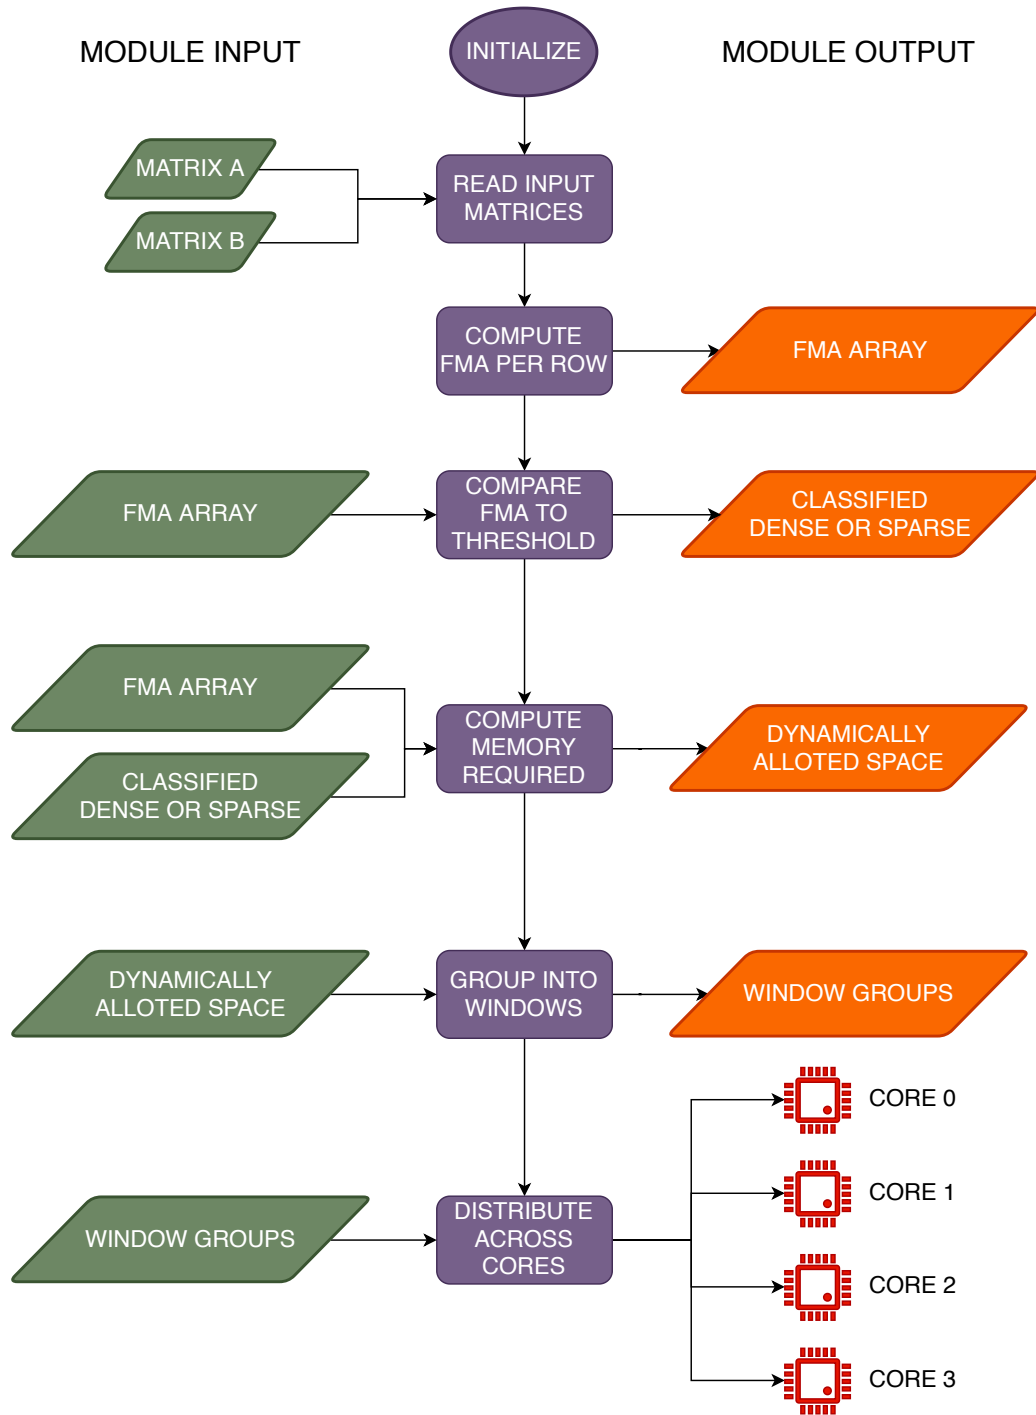 MODULE INPUT
INITIALIZE
MODULE OUTPUT
MATRIX A
MATRIX B
READ INPUT
MATRICES
COMPUTE
FMA PER ROW
FMA ARRAY
FMA ARRAY
COMPARE
FMA TO
THRESHOLD
CLASSIFIED
DENSE OR SPARSE
FMA ARRAY
CLASSIFIED
DENSE OR SPARSE
COMPUTE
MEMORY
REQUIRED
DYNAMICALLY
ALLOTED SPACE
DYNAMICALLY
ALLOTED SPACE
GROUP INTO
WINDOWS
WINDOW GROUPS
WINDOW GROUPS
DISTRIBUTE
ACROSS
CORES
CORE 0
CORE 1
CORE 2
CORE 3